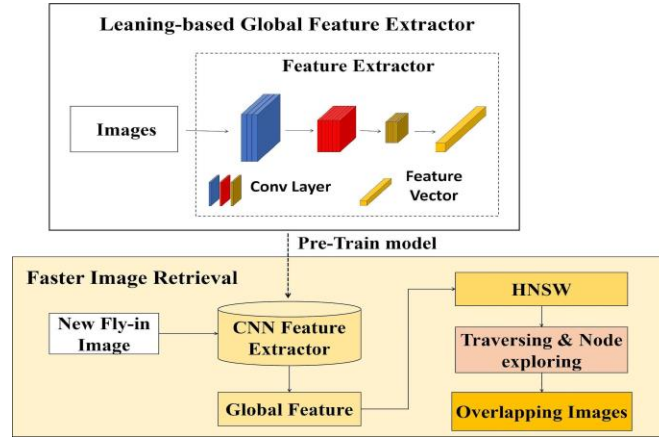 Leaning-based Global Feature Extractor
Feature Extractor
Images
Conv Layer
Feature
Vector
Pre-Train model
Faster Image Retrieval
New Fly-in
Image
CNN Feature
Extractor
Global Feature
HNSW
Traversing & Node
exploring
Overlapping Images